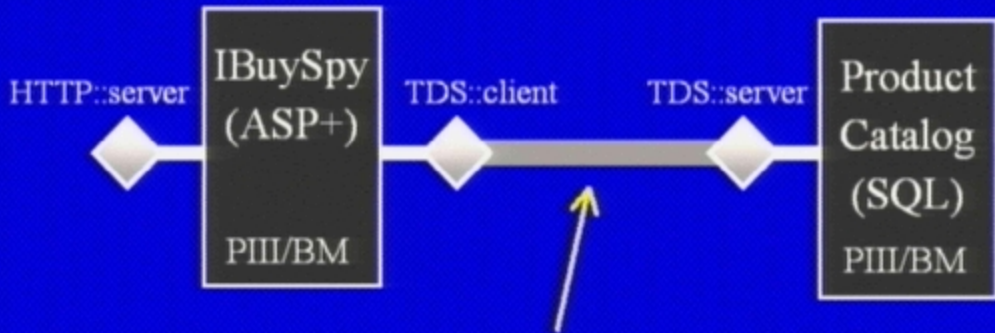 HTTP::server
IBuySpy
(ASP+)
PIII/BM
TDS::client
TDS::server
Product
Catalog
(SQL)
PIII/BM